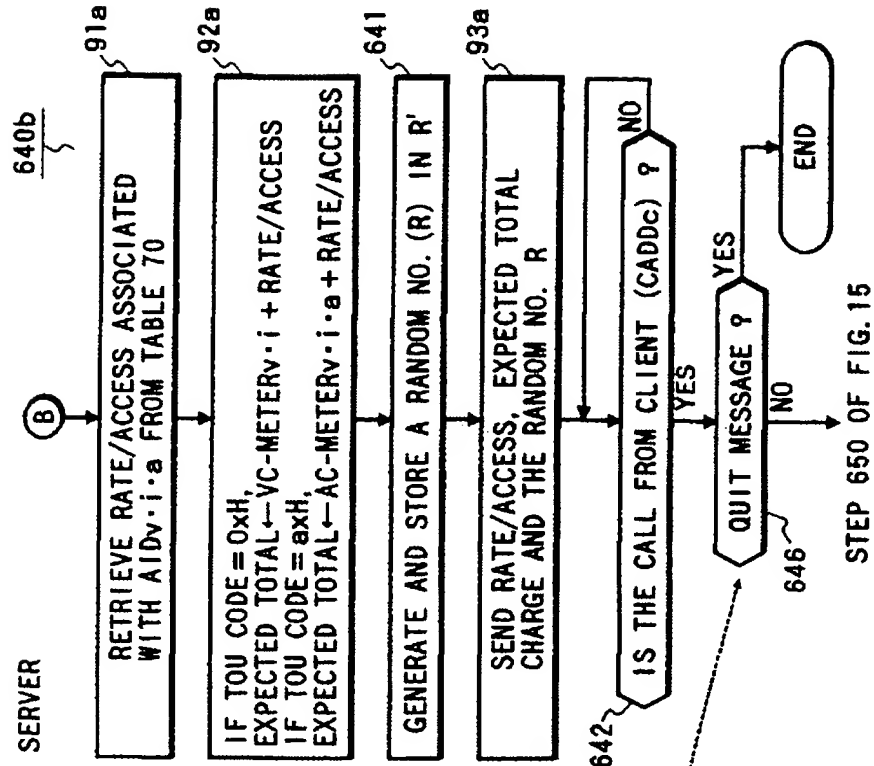 SERVER
640b
B
91a
RETRIEVE RATE/ACCESS ASSOCIATED
WITH AIDv·i·a FROM TABLE 70
92a
IF TOU CODE=0xH,
EXPECTED TOTAL←VC-METERv·i+RATE/ACCESS
IF TOU CODE=axH,
EXPECTED TOTAL←AC-METERv·i·a+RATE/ACCESS
641
GENERATE AND STORE A RANDOM NO. (R) IN R'
93a
SEND RATE/ACCESS, EXPECTED TOTAL
CHARGE AND THE RANDOM NO. R
642
IS THE CALL FROM CLIENT (CADDc) ?
NO
YES
646
QUIT MESSAGE ?
YES
END
NO
STEP 650 OF FIG. 15